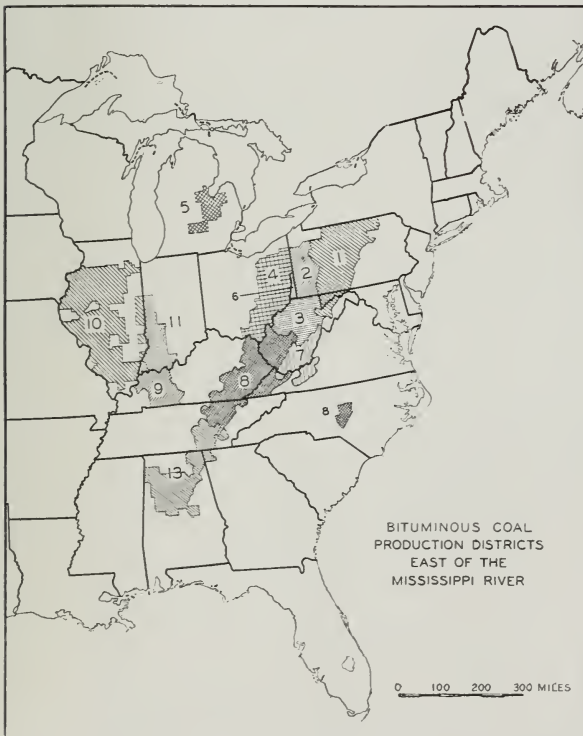 5
1
4
2
6
3
10
11
7
8
9
8
13
BITUMINOUS COAL
PRODUCTION DISTRICTS
EAST OF THE
MISSISSIPPI RIVER
0 100 200 300 MILES